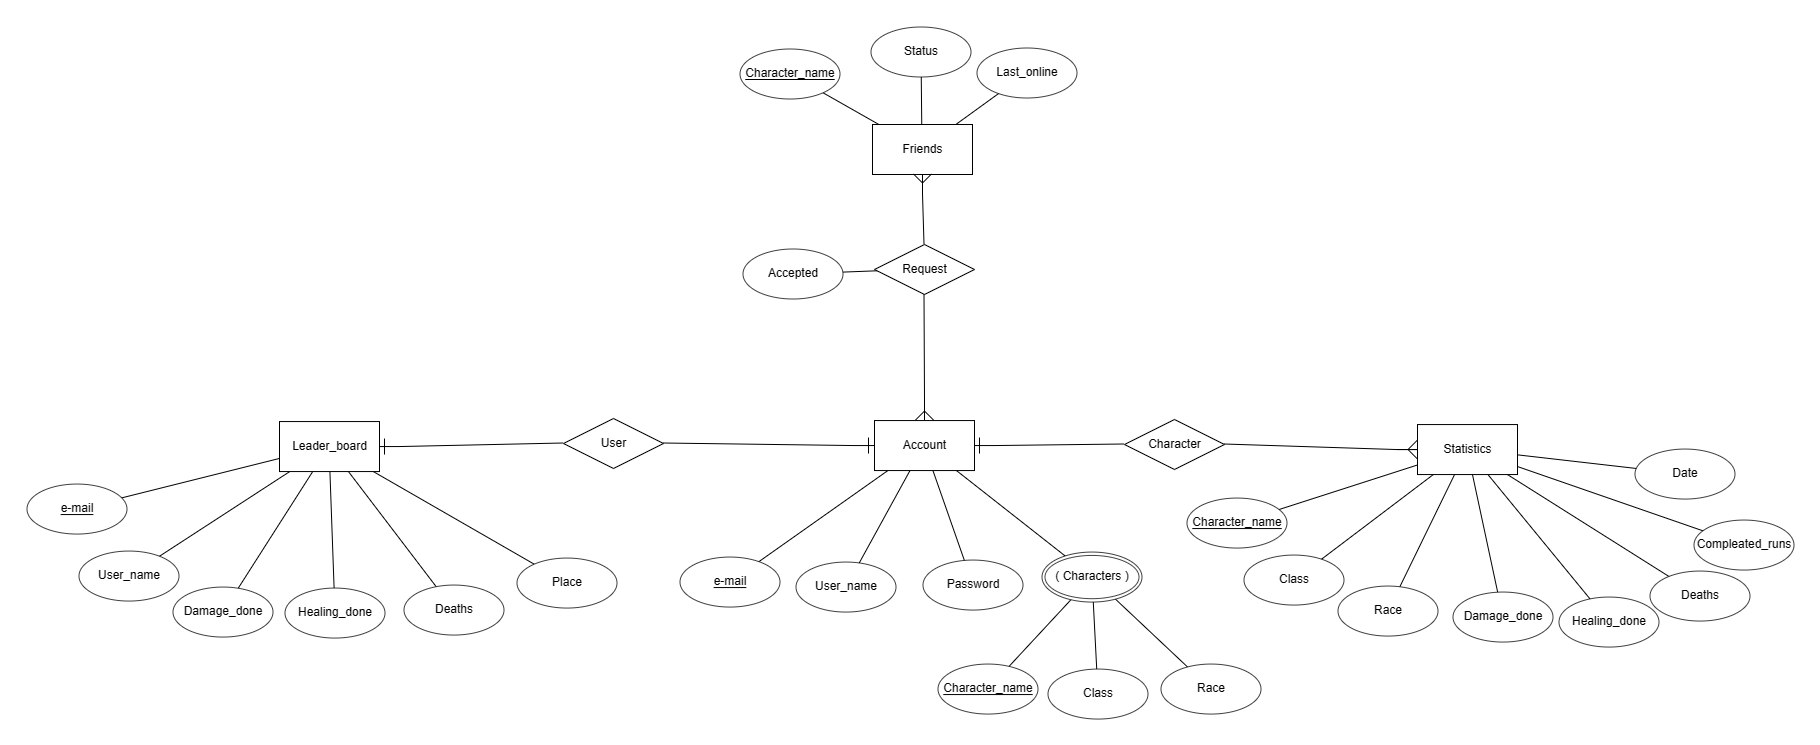 Status
Character_name
Last_online
Friends
Accepted
Request
Leader_board
User
Account
Character
Statistics
Date
e-mail
Character_name
Compleated_runs
User_name
e-mail
User_name
Password
( Characters )
Class
Place
Damage_done
Healing_done
Deaths
Race
Damage_done
Healing_done
Deaths
Character_name
Class
Race